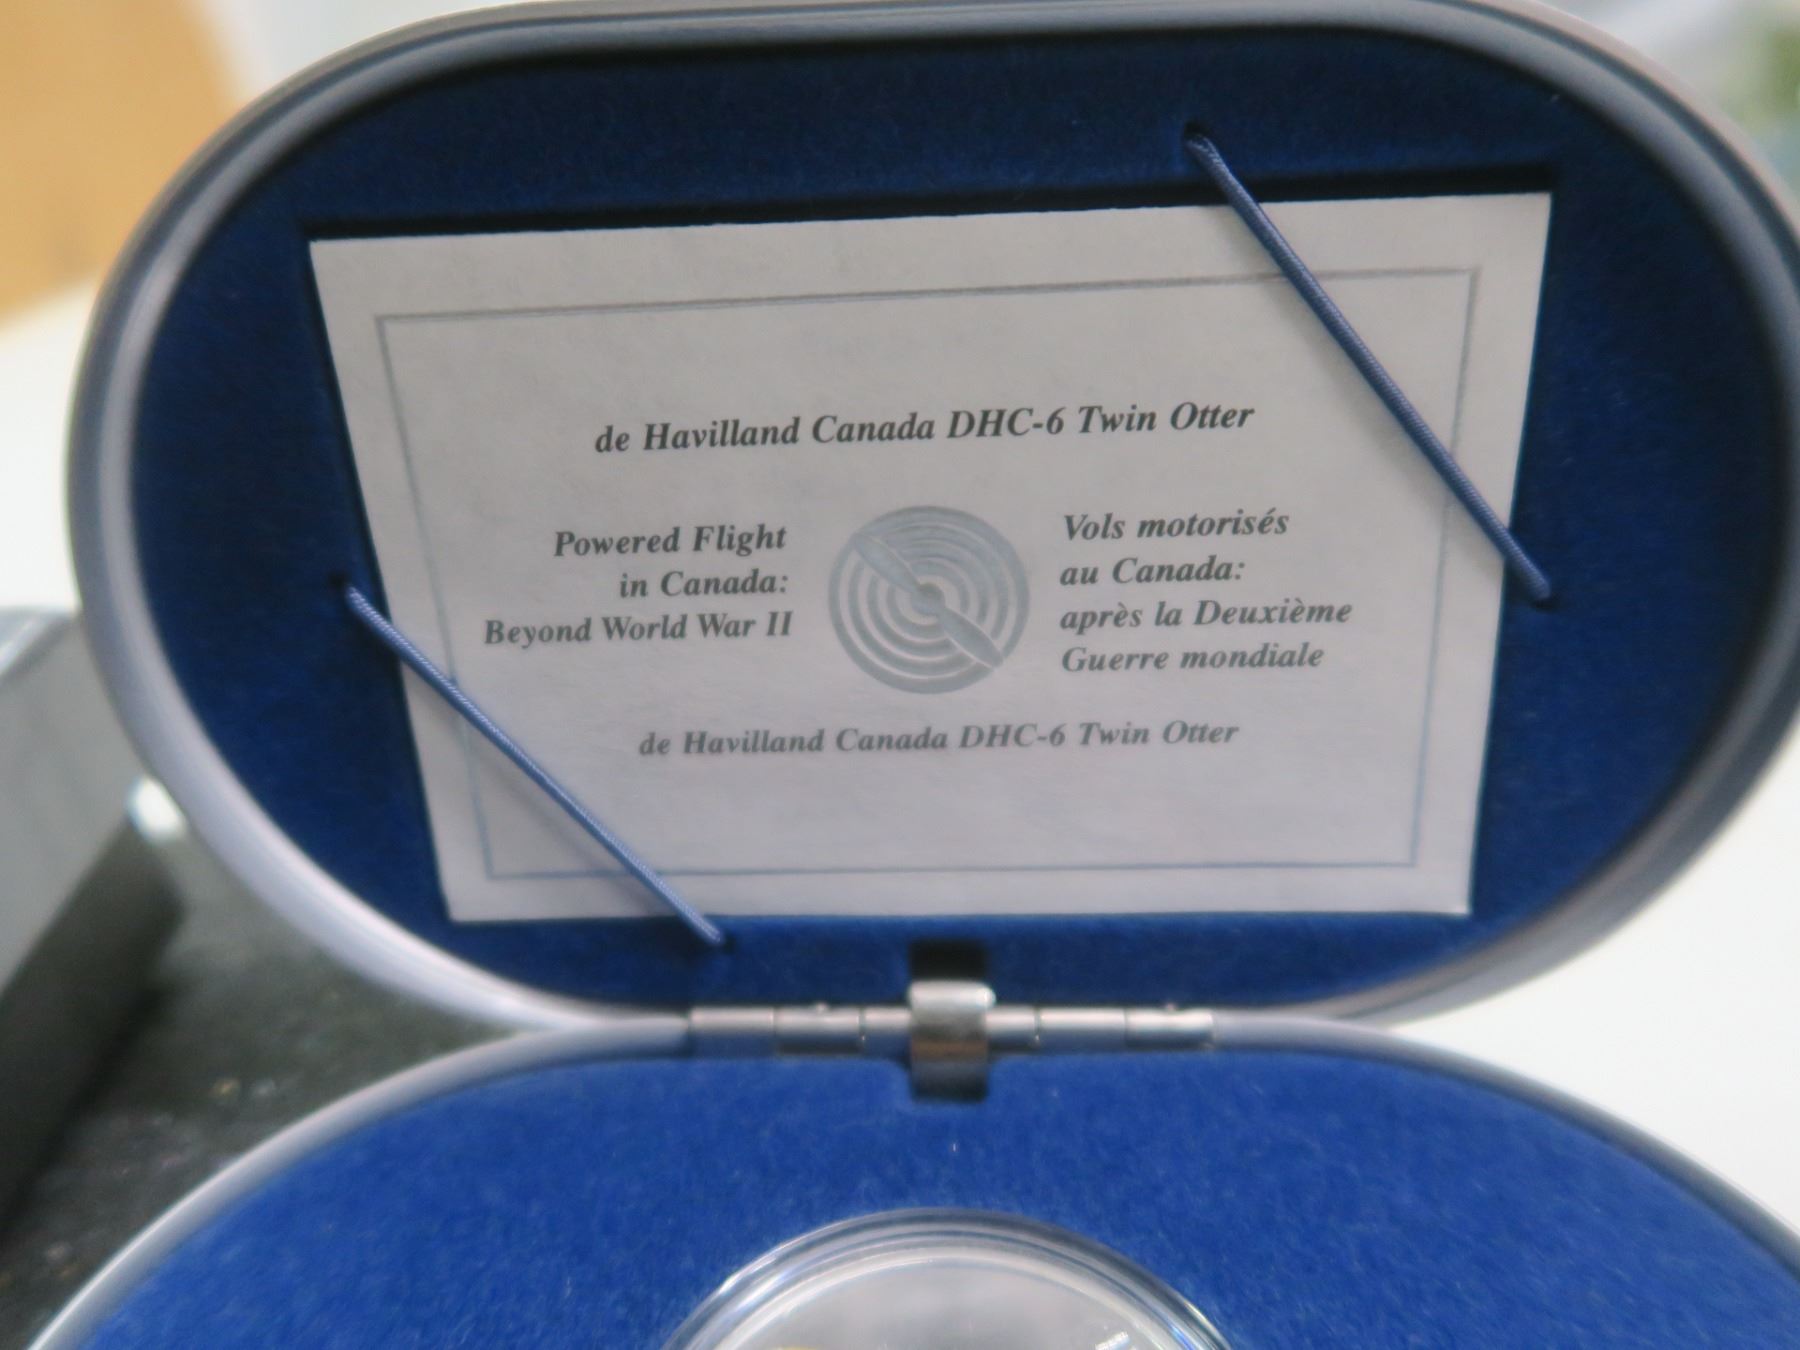 de Havilland Canada DHC-6 Twin Otter
Powered Flight
in Canada:
Beyond World War II
Vols motorisés
au Canada:
après la Deuxième
Guerre mondiale
de Havilland Canada DHC-6 Twin Otter